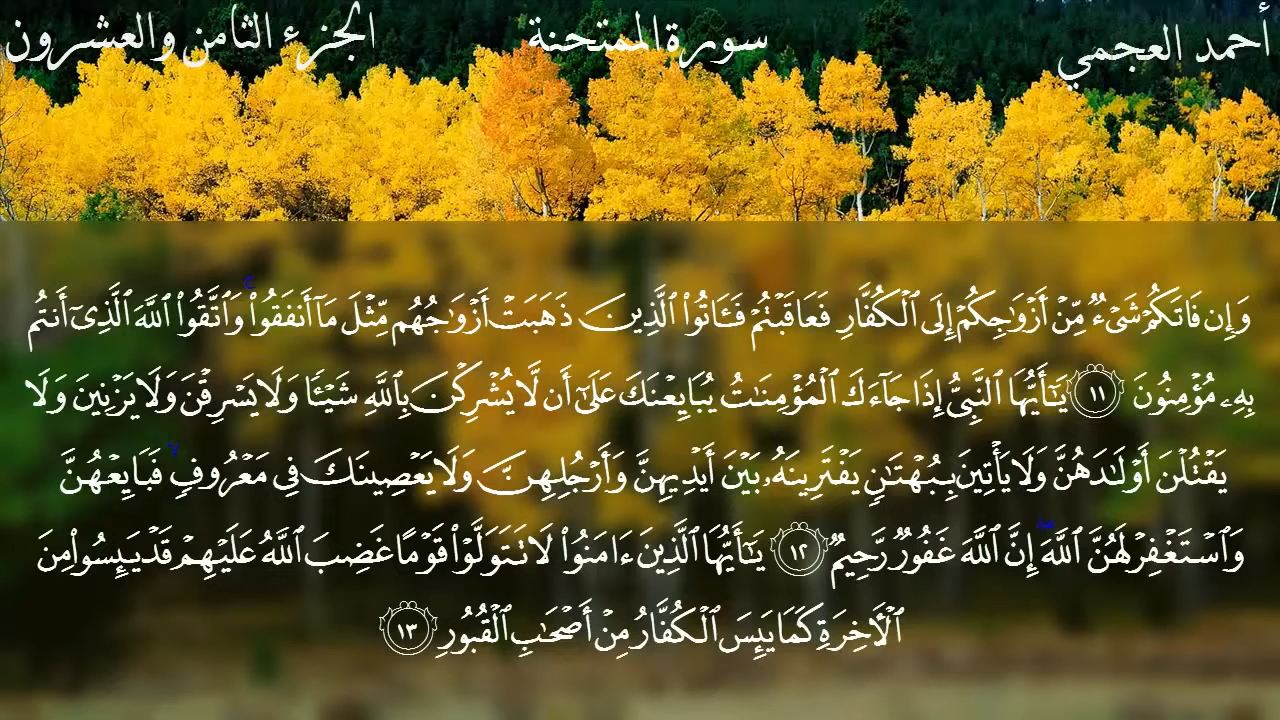 أحمد العجمي
سورة الممتحنة
الجزء الثامن والعشرون
وَإِن فَاتَكُمْ شَىْءٌ مِّنْ أَزْوَٰجِكُمْ إِلَى ٱلْكُفَّارِ فَعَاقَبْتُمْ فَـَٔاتُوا۟ ٱلَّذِينَ ذَهَبَتْ أَزْوَٰجُهُم مِّثْلَ مَآ أَنفَقُوا۟ ۚ وَٱتَّقُوا۟ ٱللَّهَ ٱلَّذِىٓ أَنتُم
بِهِۦ مُؤْمِنُونَ ١١ يَـٰٓأَيُّهَا ٱلنَّبِىُّ إِذَا جَآءَكَ ٱلْمُؤْمِنَـٰتُ يُبَايِعْنَكَ عَلَىٰٓ أَن لَّا يُشْرِكْنَ بِٱللَّهِ شَيْـًٔا وَلَا يَسْرِقْنَ وَلَا يَزْنِينَ وَلَا
يَقْتُلْنَ أَوْلَـٰدَهُنَّ وَلَا يَأْتِينَ بِبُهْتَـٰنٍ يَفْتَرِينَهُۥ بَيْنَ أَيْدِيهِنَّ وَأَرْجُلِهِنَّ وَلَا يَعْصِينَكَ فِى مَعْرُوفٍ ۙ فَبَايِعْهُنَّ
وَٱسْتَغْفِرْ لَهُنَّ ٱللَّهَ ۖ إِنَّ ٱللَّهَ غَفُورٌ رَّحِيمٌ ١٢ يَـٰٓأَيُّهَا ٱلَّذِينَ ءَامَنُوا۟ لَا تَتَوَلَّوْا۟ قَوْمًا غَضِبَ ٱللَّهُ عَلَيْهِمْ قَدْ يَئِسُوا۟ مِنَ
ٱلْـَٔاخِرَةِ كَمَا يَئِسَ ٱلْكُفَّارُ مِنْ أَصْحَـٰبِ ٱلْقُبُورِ ١٣